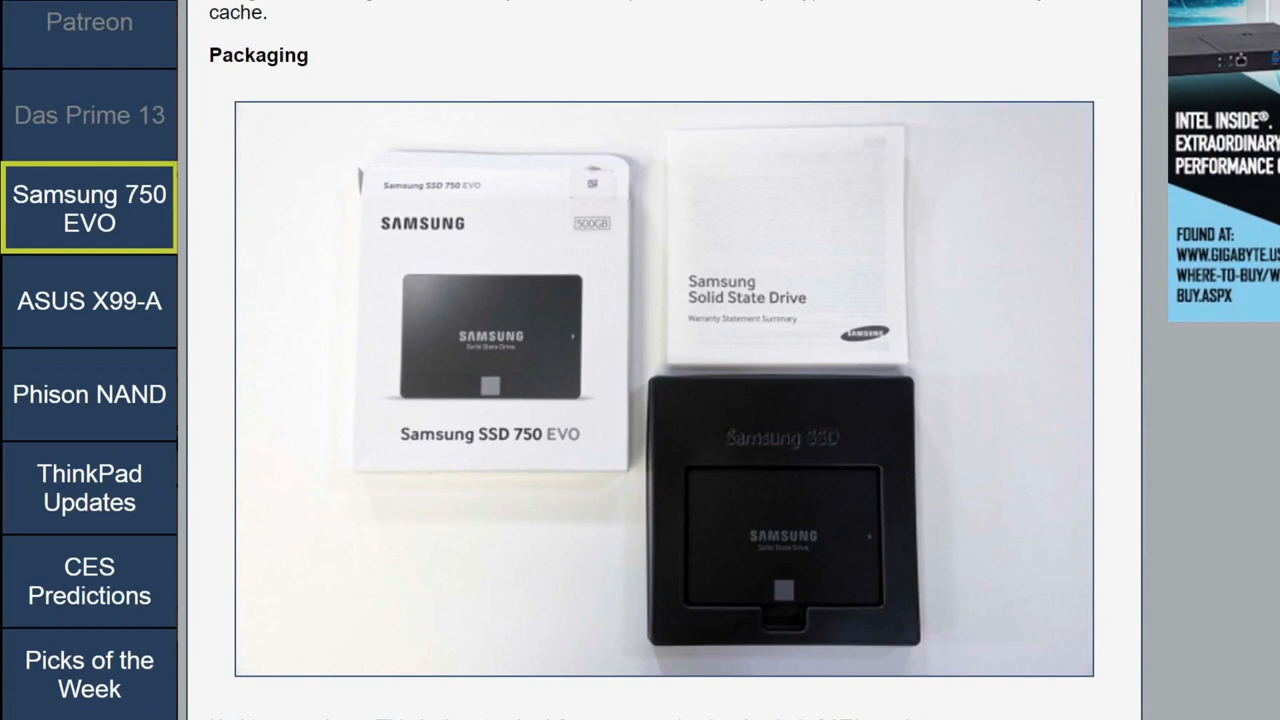 Patreon
Das Prime 13
Samsung 750
EVO
ASUS X99-A
Phison NAND
ThinkPad
Updates
CES
Predictions
Picks of the
Week
cache.
Packaging
Samsung SSD 750 EVO
SAMSUNG
500GB
SAMSUNG
Solid State Drive
Samsung SSD 750 EVO
Samsung
Solid State Drive
Warranty Statement Summary
SAMSUNG
Samsung SSD
SAMSUNG
Solid State Drive
INTEL INSIDE®.
EXTRAORDINARY
PERFORMANCE
FOUND AT:
WWW.GIGABYTE.US
WHERE-TO-BUY/W
BUY.ASPX